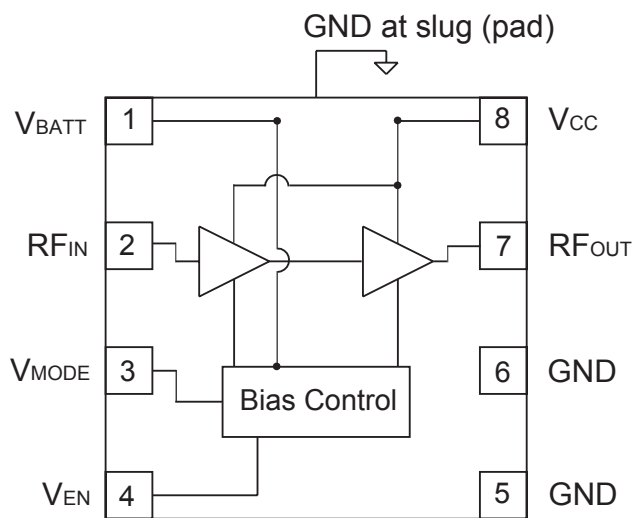 GND at slug (pad)
VBATT 1 8 VCC
RFIN 2 7 RFOUT
VMODE 3 6 GND
Bias Control
VEN 4 5 GND